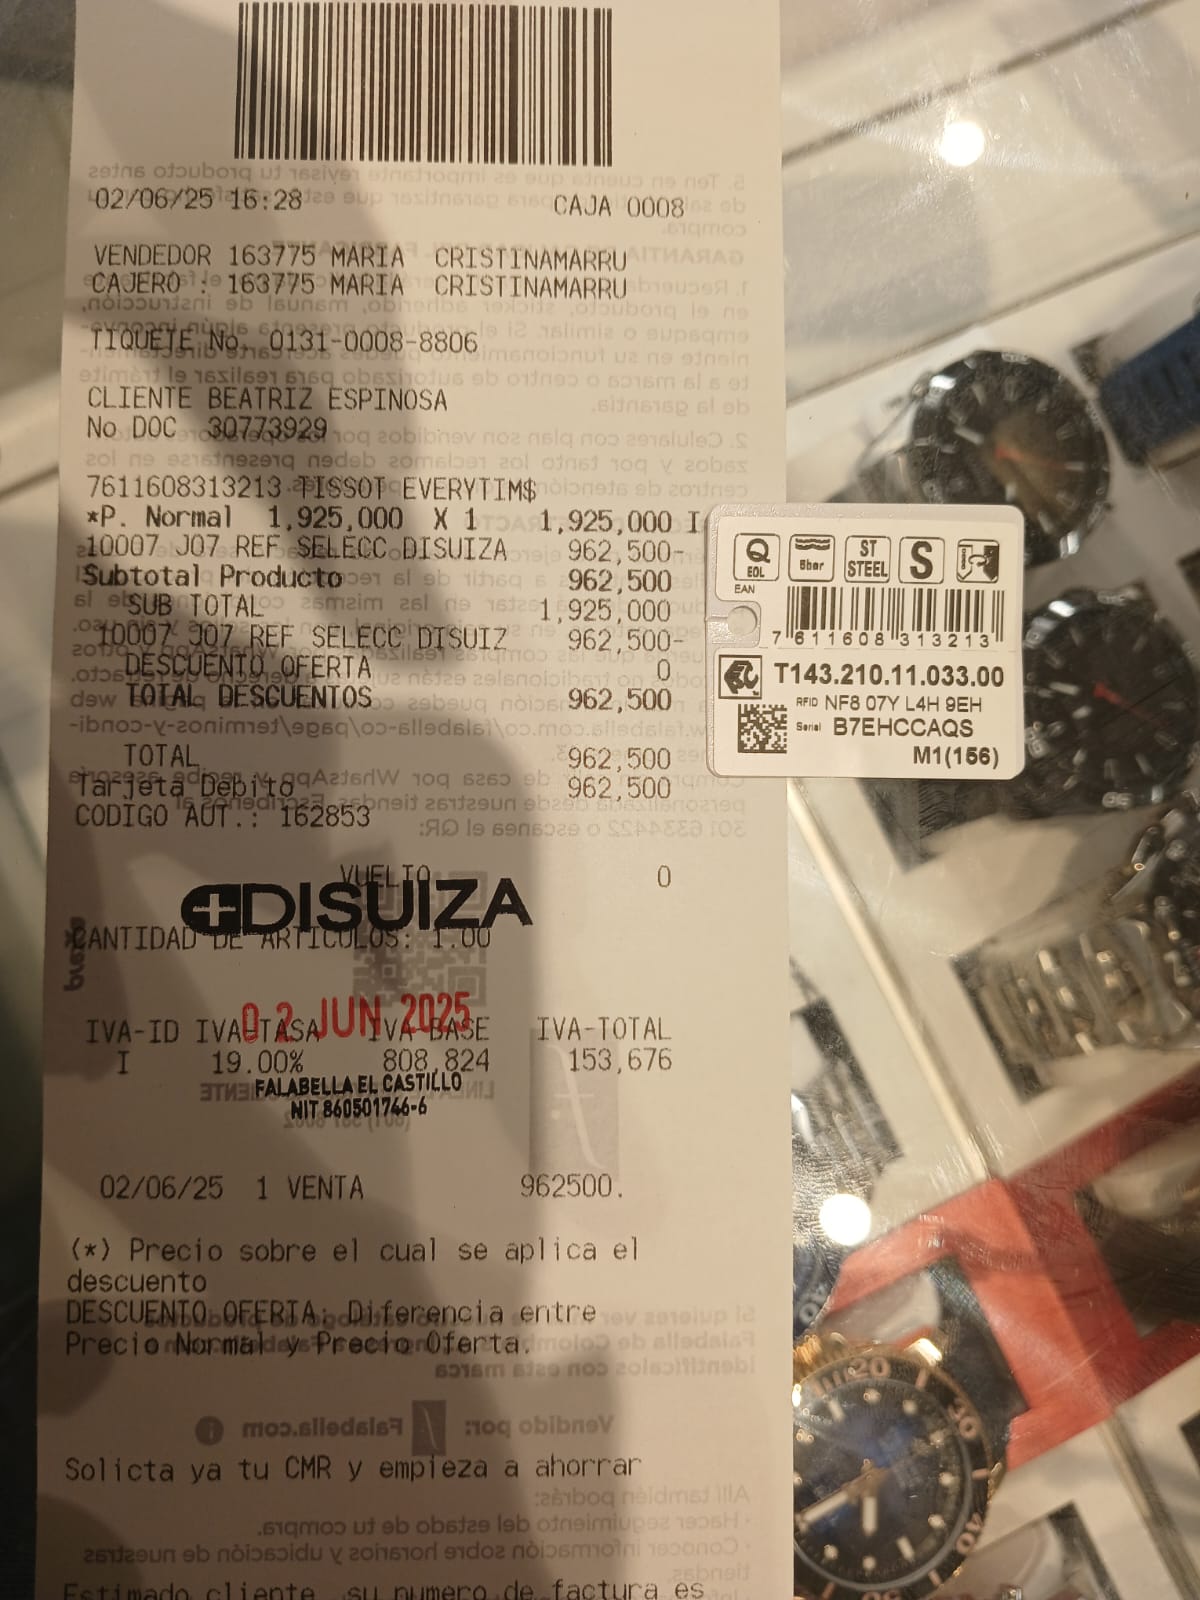 02/06/25 16:28 CAJA 0008
VENDEDOR 163775 MARIA CRISTINAMARRU
CAJERO : 163775 MARIA CRISTINAMARRU
TIQUETE No. 0131-0008-8806
CLIENTE BEATRIZ ESPINOSA
No DOC 30773929
7611608313213 TISSOT EVERYTIM$
*P. Normal 1,925,000 X 1 1,925,000 I
10007 J07 REF SELECC DISUIZA 962,500-
Subtotal Producto 962,500
SUB TOTAL 1,925,000
10007 J07 REF SELECC DISUIZ 962,500-
DESCUENTO OFERTA 0
TOTAL DESCUENTOS 962,500
TOTAL 962,500
Tarjeta Debito 962,500
CODIGO AUT.: 162853
VUELTO 0
DISUIZA
CANTIDAD DE ARTICULOS: 1.00
02 JUN 2025
IVA-ID IVA-TASA IVA-BASE IVA-TOTAL
I 19.00% 808,824 153,676
FALABELLA EL CASTILLO
NIT 860501746-6
02/06/25 1 VENTA 962500.
(*) Precio sobre el cual se aplica el
descuento
DESCUENTO OFERTA: Diferencia entre
Precio Normal y Precio Oferta.
Solicta ya tu CMR y empieza a ahorrar
Estimado cliente, su numero de factura es
Q
EOL
5bar
ST
STEEL
S
EAN
7 611608 313213
T143.210.11.033.00
RFID NF8 07Y L4H 9EH
Serial B7EHCCAQS
M1(156)
20
30
40